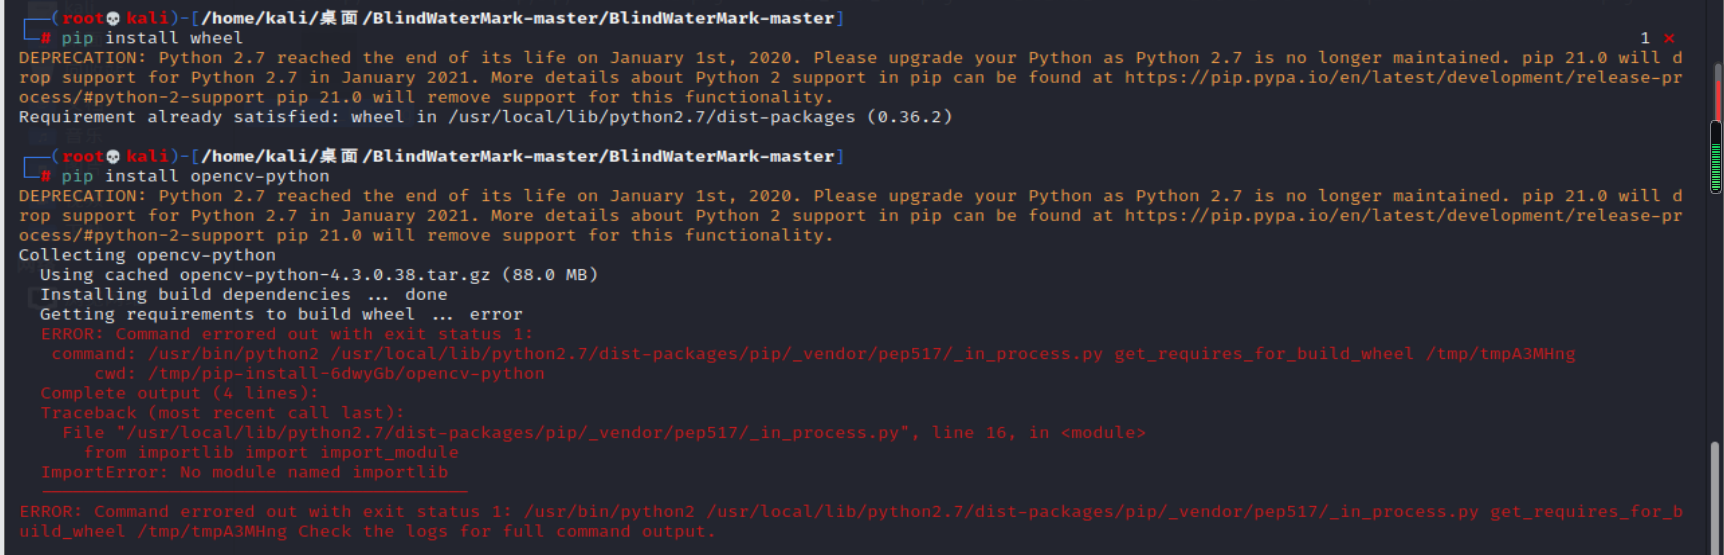 ┌──(root💀kali)-[/home/kali/桌面/BlindWaterMark-master/BlindWaterMark-master]
└─# pip install wheel 1 ⨯
DEPRECATION: Python 2.7 reached the end of its life on January 1st, 2020. Please upgrade your Python as Python 2.7 is no longer maintained. pip 21.0 will d
rop support for Python 2.7 in January 2021. More details about Python 2 support in pip can be found at https://pip.pypa.io/en/latest/development/release-pr
ocess/#python-2-support pip 21.0 will remove support for this functionality.
Requirement already satisfied: wheel in /usr/local/lib/python2.7/dist-packages (0.36.2)
┌──(root💀kali)-[/home/kali/桌面/BlindWaterMark-master/BlindWaterMark-master]
└─# pip install opencv-python
DEPRECATION: Python 2.7 reached the end of its life on January 1st, 2020. Please upgrade your Python as Python 2.7 is no longer maintained. pip 21.0 will d
rop support for Python 2.7 in January 2021. More details about Python 2 support in pip can be found at https://pip.pypa.io/en/latest/development/release-pr
ocess/#python-2-support pip 21.0 will remove support for this functionality.
Collecting opencv-python
Using cached opencv-python-4.3.0.38.tar.gz (88.0 MB)
Installing build dependencies ... done
Getting requirements to build wheel ... error
ERROR: Command errored out with exit status 1:
command: /usr/bin/python2 /usr/local/lib/python2.7/dist-packages/pip/_vendor/pep517/_in_process.py get_requires_for_build_wheel /tmp/tmpA3MHng
cwd: /tmp/pip-install-6dwyGb/opencv-python
Complete output (4 lines):
Traceback (most recent call last):
File "/usr/local/lib/python2.7/dist-packages/pip/_vendor/pep517/_in_process.py", line 16, in <module>
from importlib import import_module
ImportError: No module named importlib
----------------------------------------
ERROR: Command errored out with exit status 1: /usr/bin/python2 /usr/local/lib/python2.7/dist-packages/pip/_vendor/pep517/_in_process.py get_requires_for_b
uild_wheel /tmp/tmpA3MHng Check the logs for full command output.